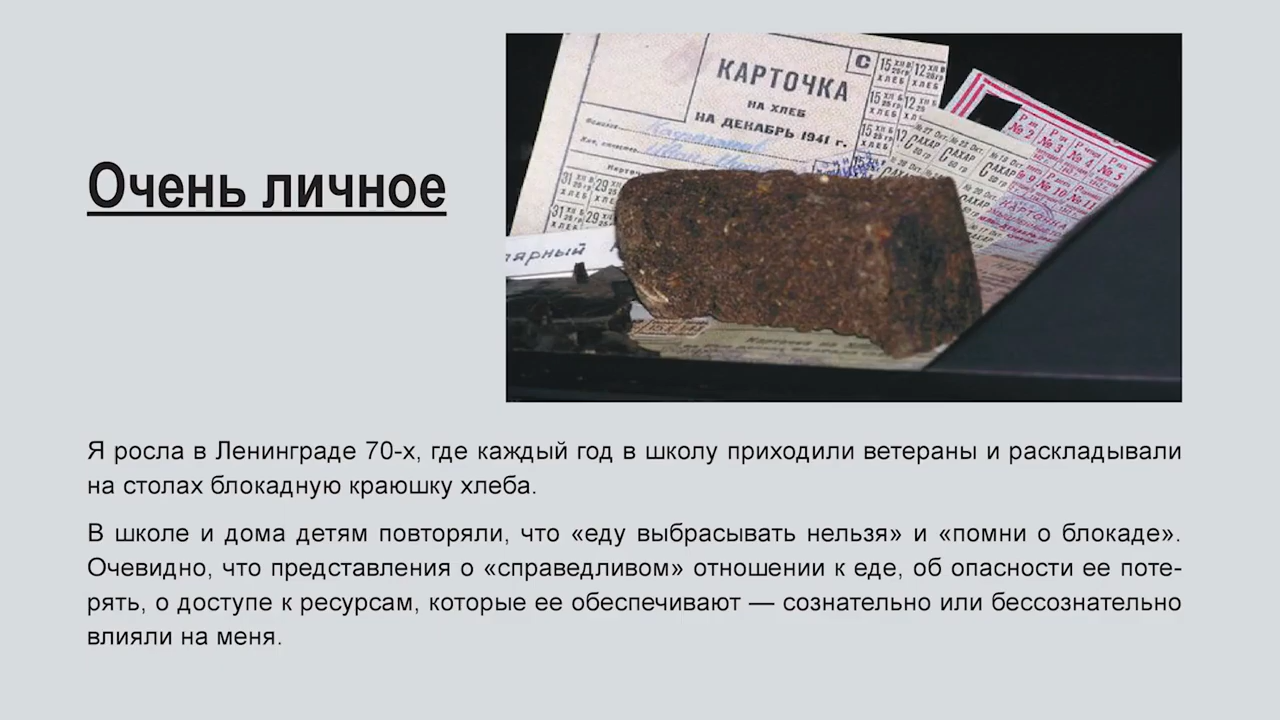 Очень личное
КАРТОЧКА
НА ХЛЕБ
НА ДЕКАБРЬ 1941 г.
С
Я росла в Ленинграде 70-х, где каждый год в школу приходили ветераны и раскладывали
на столах блокадную краюшку хлеба.
В школе и дома детям повторяли, что «еду выбрасывать нельзя» и «помни о блокаде».
Очевидно, что представления о «справедливом» отношении к еде, об опасности ее поте-
рять, о доступе к ресурсам, которые ее обеспечивают — сознательно или бессознательно
влияли на меня.